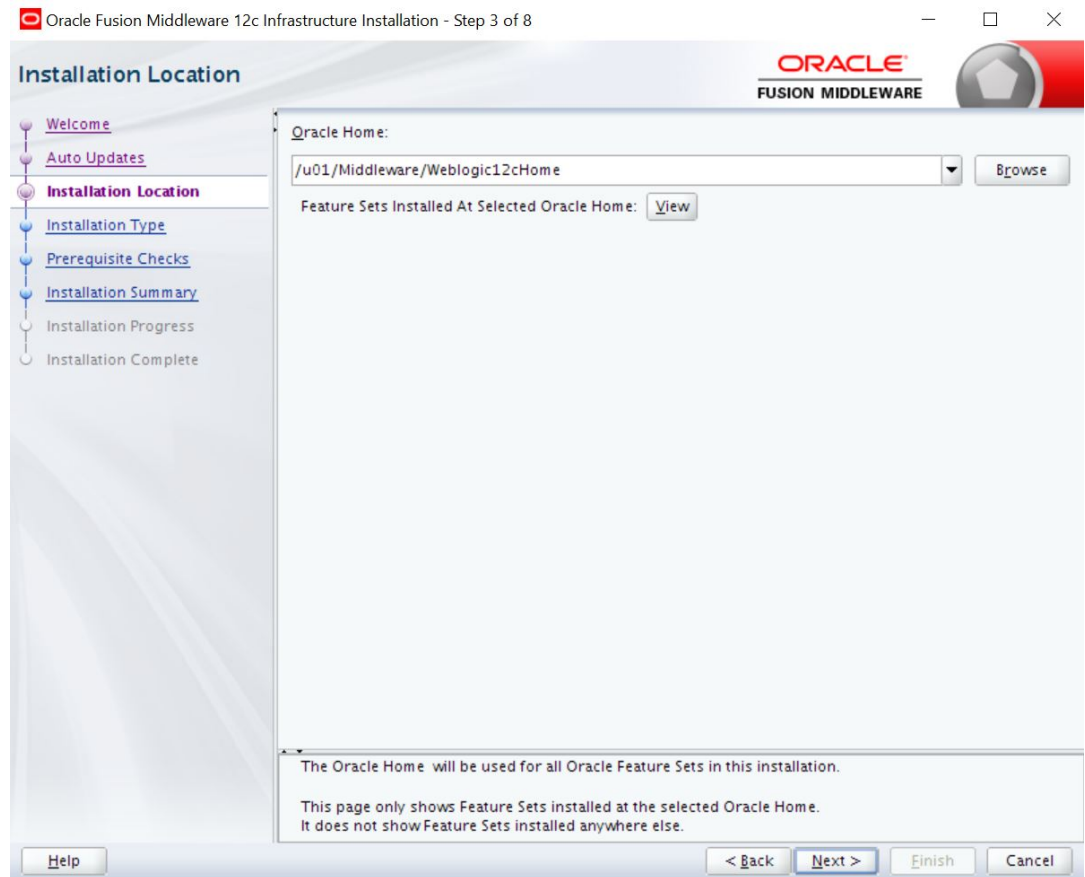 Oracle Fusion Middleware 12c Infrastructure Installation - Step 3 of 8
Installation Location
ORACLE
FUSION MIDDLEWARE
Welcome
Auto Updates
Installation Location
Installation Type
Prerequisite Checks
Installation Summary
Installation Progress
Installation Complete
Oracle Home:
/u01/Middleware/Weblogic12cHome
Browse
Feature Sets Installed At Selected Oracle Home: View
The Oracle Home will be used for all Oracle Feature Sets in this installation.
This page only shows Feature Sets installed at the selected Oracle Home.
It does not show Feature Sets installed anywhere else.
Help < Back Next > Finish Cancel